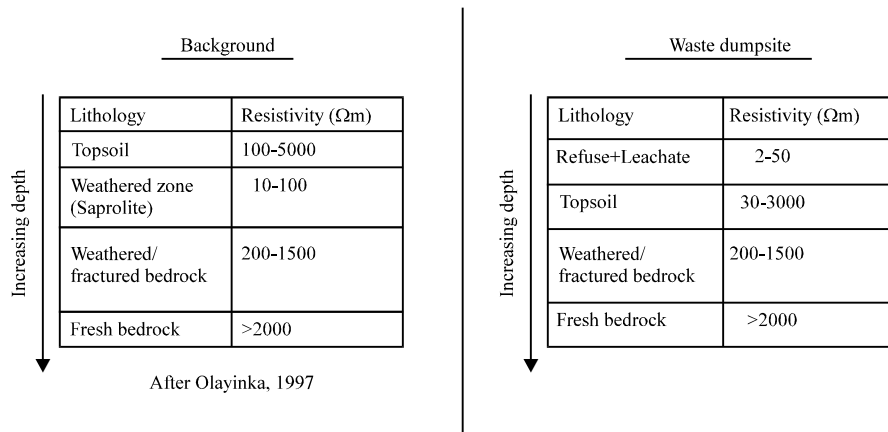 Background
Increasing depth
Lithology Resistivity (Ωm)
Topsoil 100-5000
Weathered zone 10-100
(Saprolite)
Weathered/ 200-1500
fractured bedrock
Fresh bedrock >2000
After Olayinka, 1997
Waste dumpsite
Increasing depth
Lithology Resistivity (Ωm)
Refuse+Leachate 2-50
Topsoil 30-3000
Weathered/ 200-1500
fractured bedrock
Fresh bedrock >2000